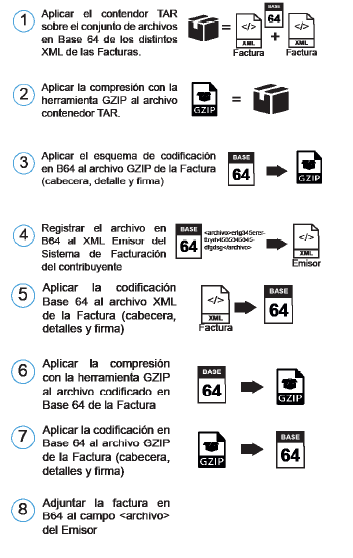 1 Aplicar el contendor TAR
sobre el conjunto de archivos
en Base 64 de los distintos
XML de las Facturas.
=
</>
XML
Factura
BASE
64
+
</>
XML
Factura
2 Aplicar la compresión con la
herramienta GZIP al archivo
contenedor TAR.
GZIP
=
3 Aplicar el esquema de codificación
en B64 al archivo GZIP de la Factura
(cabecera, detalle y firma)
BASE
64
GZIP
4 Registrar el archivo en
B64 al XML Emisor del
Sistema de Facturación
del contribuyente
BASE
64
</>
XML
Emisor
5 Aplicar la codificación
Base 64 al archivo XML
de la Factura (cabecera,
detalles y firma)
</>
XML
Factura
BASE
64
6 Aplicar la compresión
con la herramienta GZIP
al archivo codificado en
Base 64 de la Factura
BASE
64
GZIP
7 Aplicar la codificación en
Base 64 al archivo GZIP
de la Factura (cabecera,
detalles y firma)
GZIP
BASE
64
8 Adjuntar la factura en
B64 al campo <archivo>
del Emisor